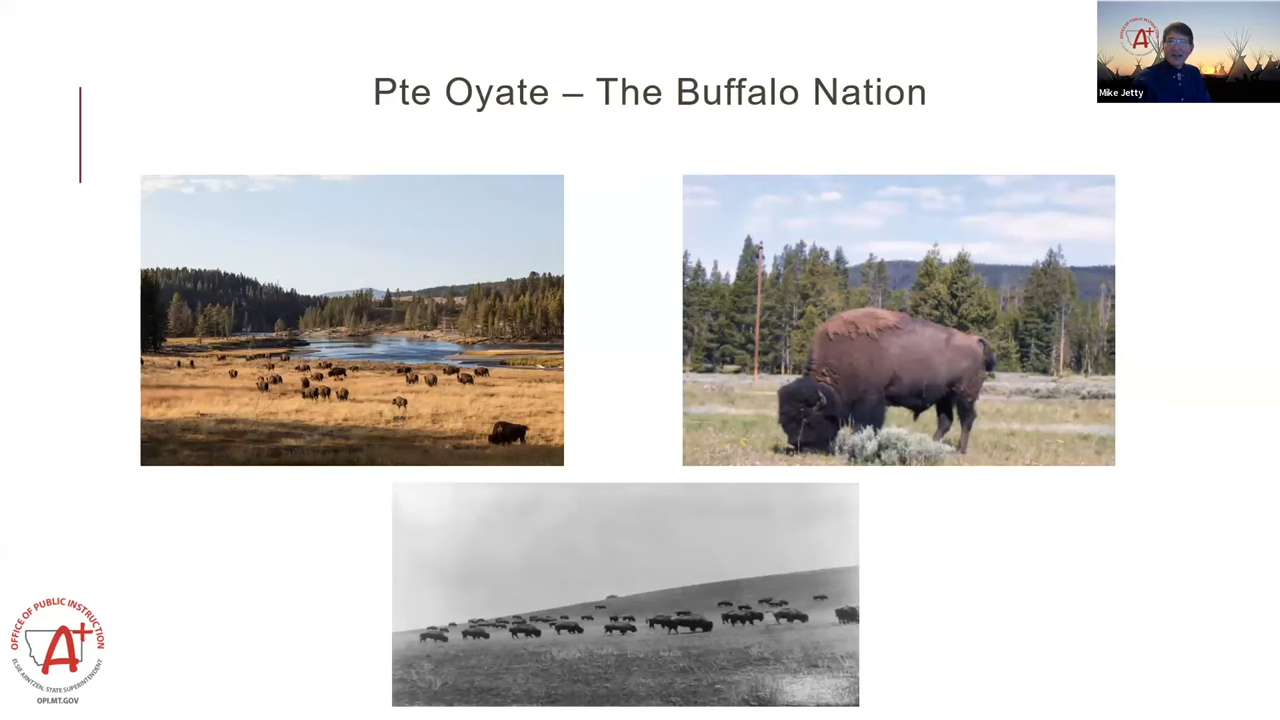 Pte Oyate – The Buffalo Nation
Mike Jetty
OFFICE OF PUBLIC INSTRUCTION
A+
ELSIE ARNTZEN, STATE SUPERINTENDENT
OPI.MT.GOV